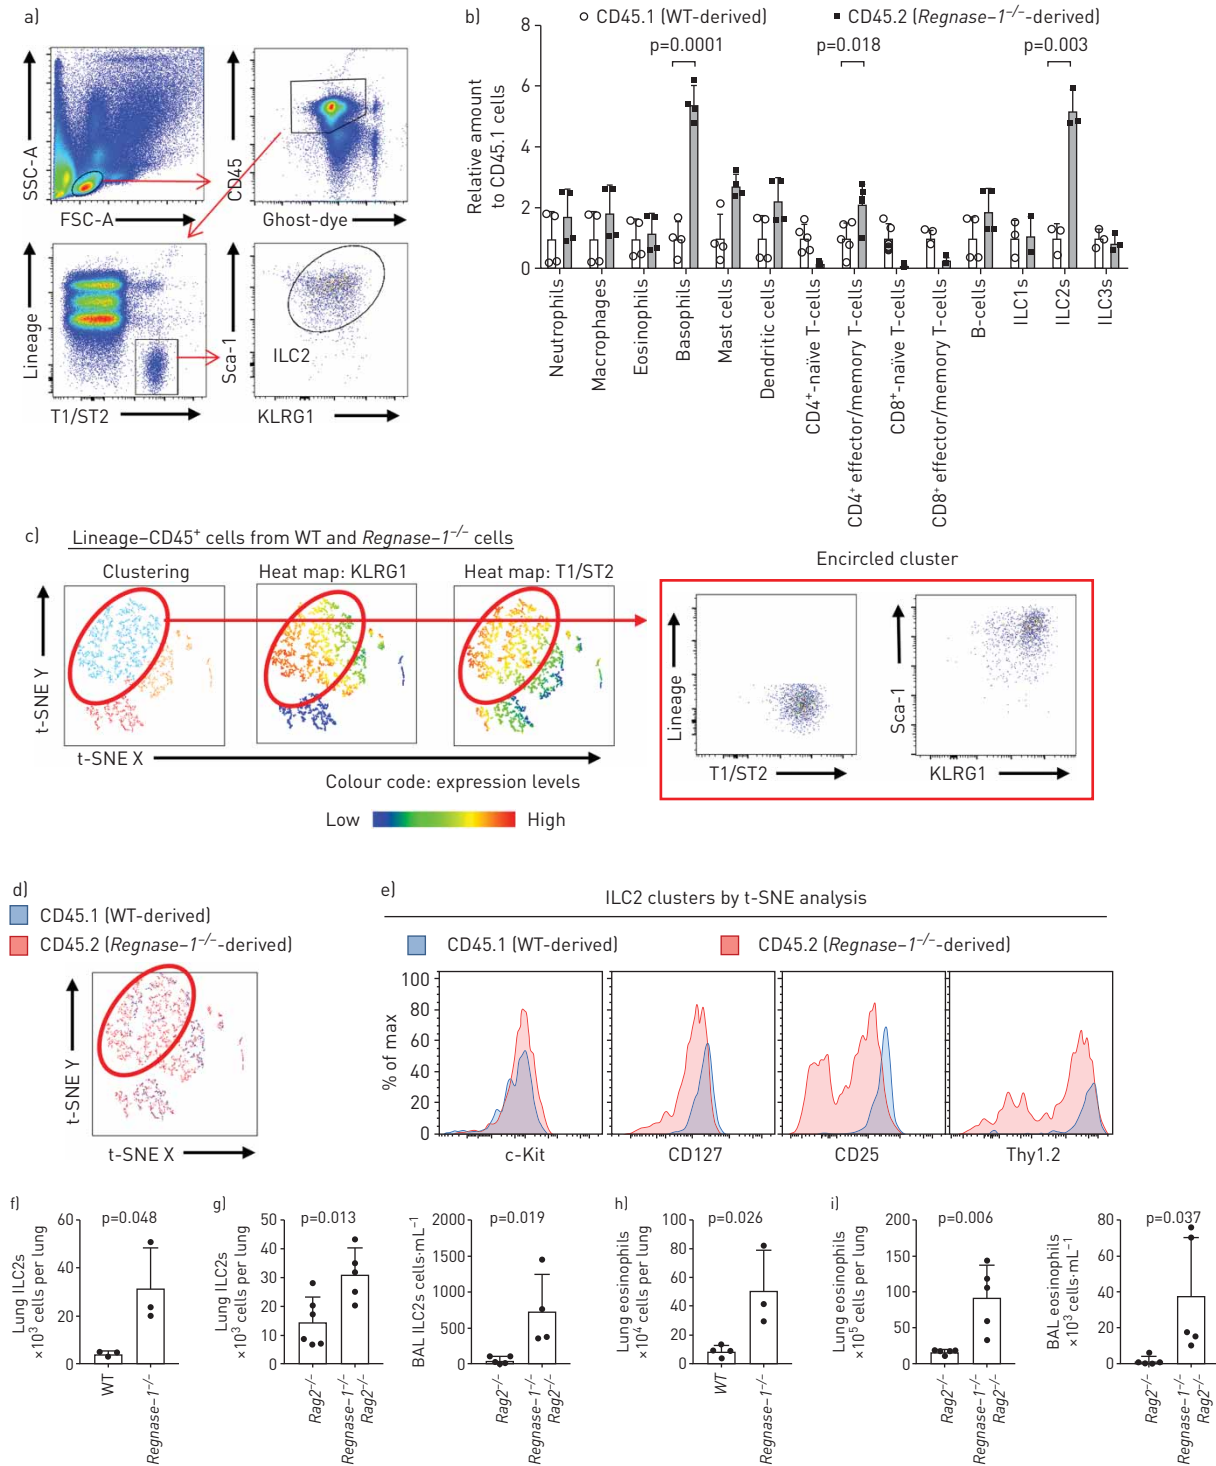 a)
SSC-A
FSC-A
CD45
Ghost-dye
Lineage
T1/ST2
Sca-1
ILC2
KLRG1
b)
CD45.1 (WT-derived)
CD45.2 (Regnase-1–/–-derived)
p=0.0001
p=0.018
p=0.003
Relative amount
to CD45.1 cells
8
6
4
2
0
Neutrophils
Macrophages
Eosinophils
Basophils
Mast cells
Dendritic cells
CD4+-naïve T-cells
CD4+ effector/memory T-cells
CD8+-naïve T-cells
CD8+ effector/memory T-cells
B-cells
ILC1s
ILC2s
ILC3s
c)
Lineage–CD45+ cells from WT and Regnase-1–/– cells
Clustering
Heat map: KLRG1
Heat map: T1/ST2
t-SNE Y
t-SNE X
Colour code: expression levels
Low
High
Encircled cluster
Lineage
T1/ST2
Sca-1
KLRG1
d)
CD45.1 (WT-derived)
CD45.2 (Regnase-1–/–-derived)
t-SNE Y
t-SNE X
e)
ILC2 clusters by t-SNE analysis
CD45.1 (WT-derived)
CD45.2 (Regnase-1–/–-derived)
% of max
100
80
60
40
20
0
c-Kit
CD127
CD25
Thy1.2
f)
p=0.048
Lung ILC2s
×10³ cells per lung
60
40
20
0
WT
Regnase-1–/–
g)
p=0.013
Lung ILC2s
×10³ cells per lung
50
40
30
20
10
0
Rag2–/–
Regnase-1–/–
Rag2–/–
p=0.019
BAL ILC2s cells·mL–1
2000
1500
1000
500
0
Rag2–/–
Regnase-1–/–
Rag2–/–
h)
p=0.026
Lung eosinophils
×10⁴ cells per lung
100
80
60
40
20
0
WT
Regnase-1–/–
i)
p=0.006
Lung eosinophils
×10⁵ cells per lung
200
150
100
50
0
Rag2–/–
Regnase-1–/–
Rag2–/–
p=0.037
BAL eosinophils
×10³ cells·mL–1
80
60
40
20
0
Rag2–/–
Regnase-1–/–
Rag2–/–